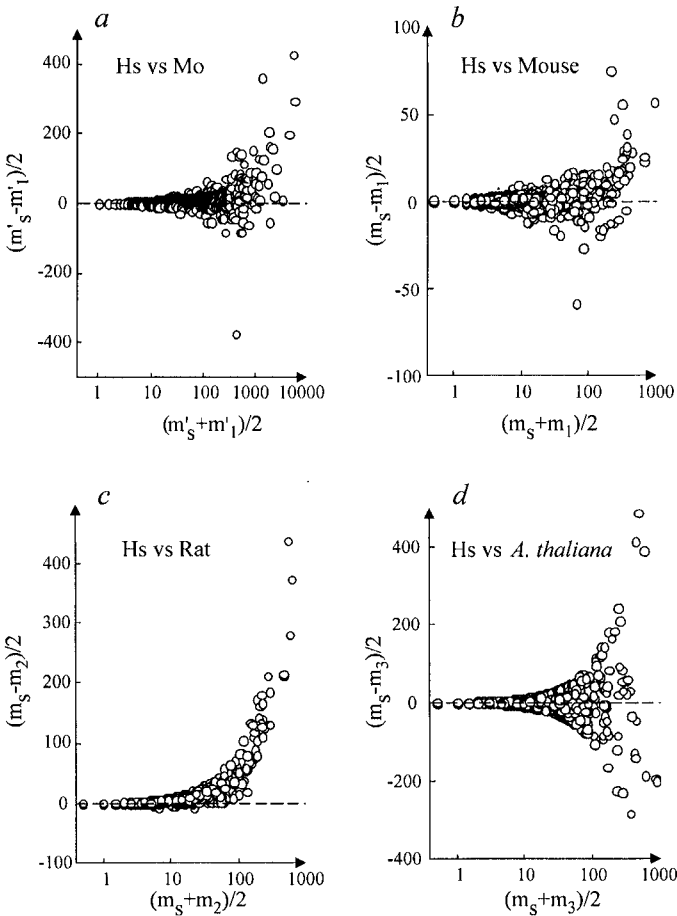 a
Hs vs Mo
400
200
0
-200
-400
1 10 100 1000 10000
(m's-m'1)/2
(m's+m'1)/2
b
Hs vs Mouse
100
50
0
-50
-100
1 10 100 1000
(ms-m1)/2
(ms+m1)/2
c
Hs vs Rat
400
300
200
100
0
-100
1 10 100 1000
(ms-m2)/2
(ms+m2)/2
d
Hs vs A. thaliana
400
200
0
-200
-400
1 10 100 1000
(ms-m3)/2
(ms+m3)/2